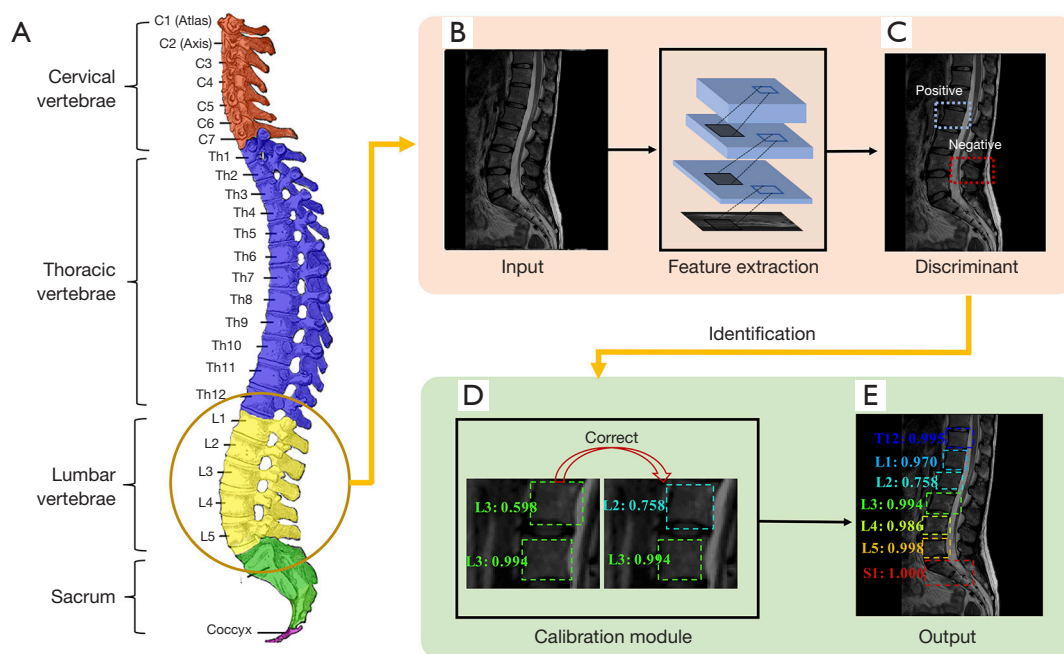 A
C1 (Atlas)
C2 (Axis)
C3
C4
C5
C6
C7
Cervical
vertebrae
Th1
Th2
Th3
Th4
Th5
Th6
Th7
Th8
Th9
Th10
Th11
Th12
Thoracic
vertebrae
L1
L2
L3
L4
L5
Lumbar
vertebrae
Sacrum
Coccyx
B
Input
Feature extraction
C
Positive
Negative
Discriminant
Identification
D
Correct
L3: 0.598
L3: 0.994
L2: 0.758
L3: 0.994
Calibration module
E
T12: 0.995
L1: 0.970
L2: 0.758
L3: 0.994
L4: 0.986
L5: 0.998
S1: 1.000
Output